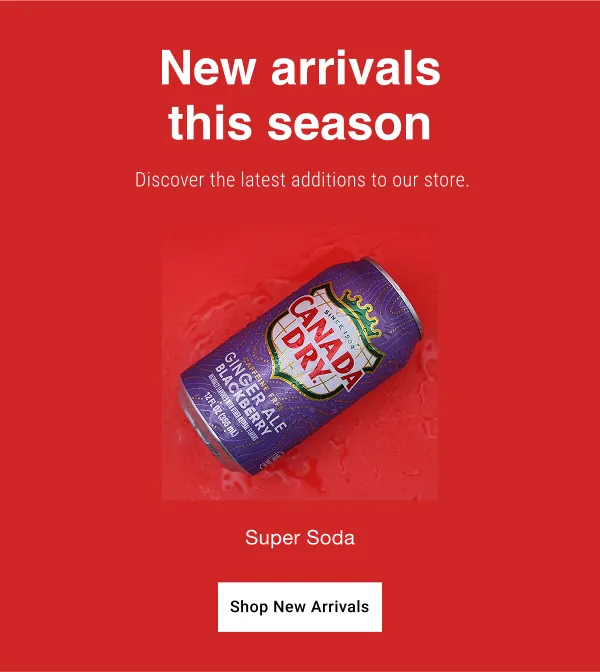 New arrivals
this season
Discover the latest additions to our store.
SINCE 1904
CANADA
DRY.
CAFFEINE FREE
GINGER ALE
BLACKBERRY
12 FL OZ (355 mL)
Super Soda
Shop New Arrivals